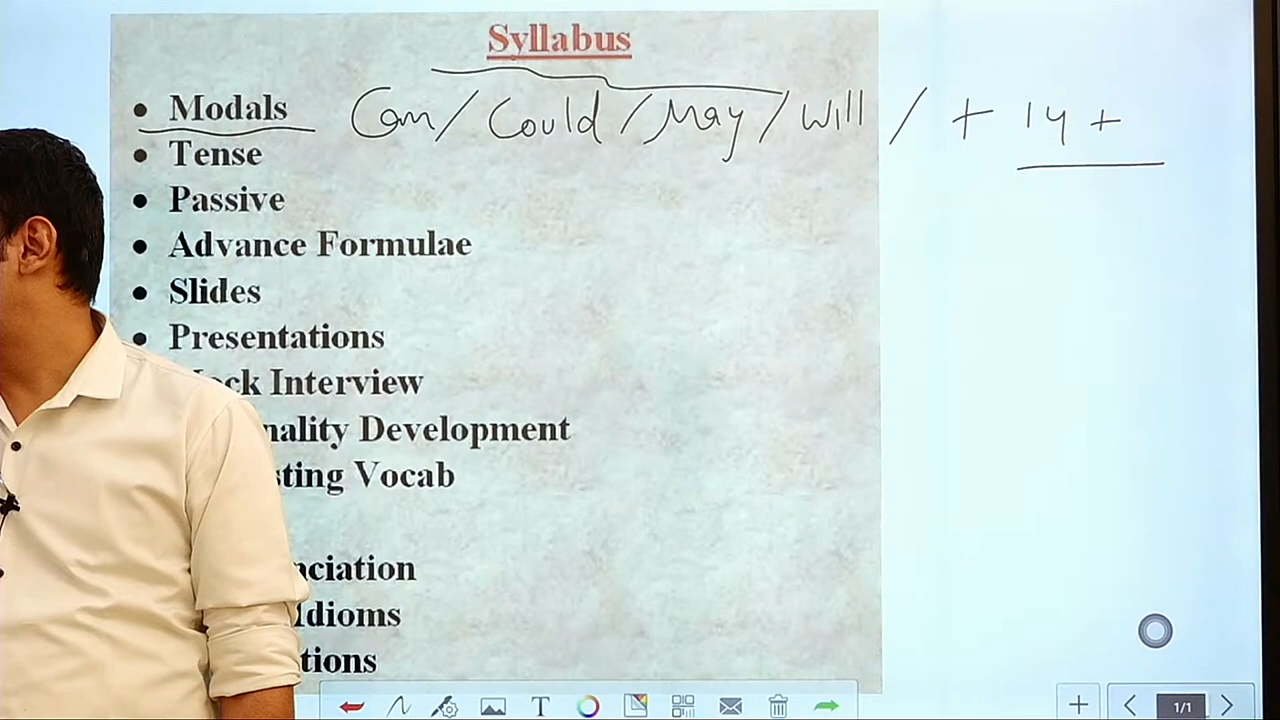 Syllabus
Modals Can / Could / May / Will / + 14 +
Tense
Passive
Advance Formulae
Slides
Presentations
Interview
Development
Vocab
Idioms
T
1/1